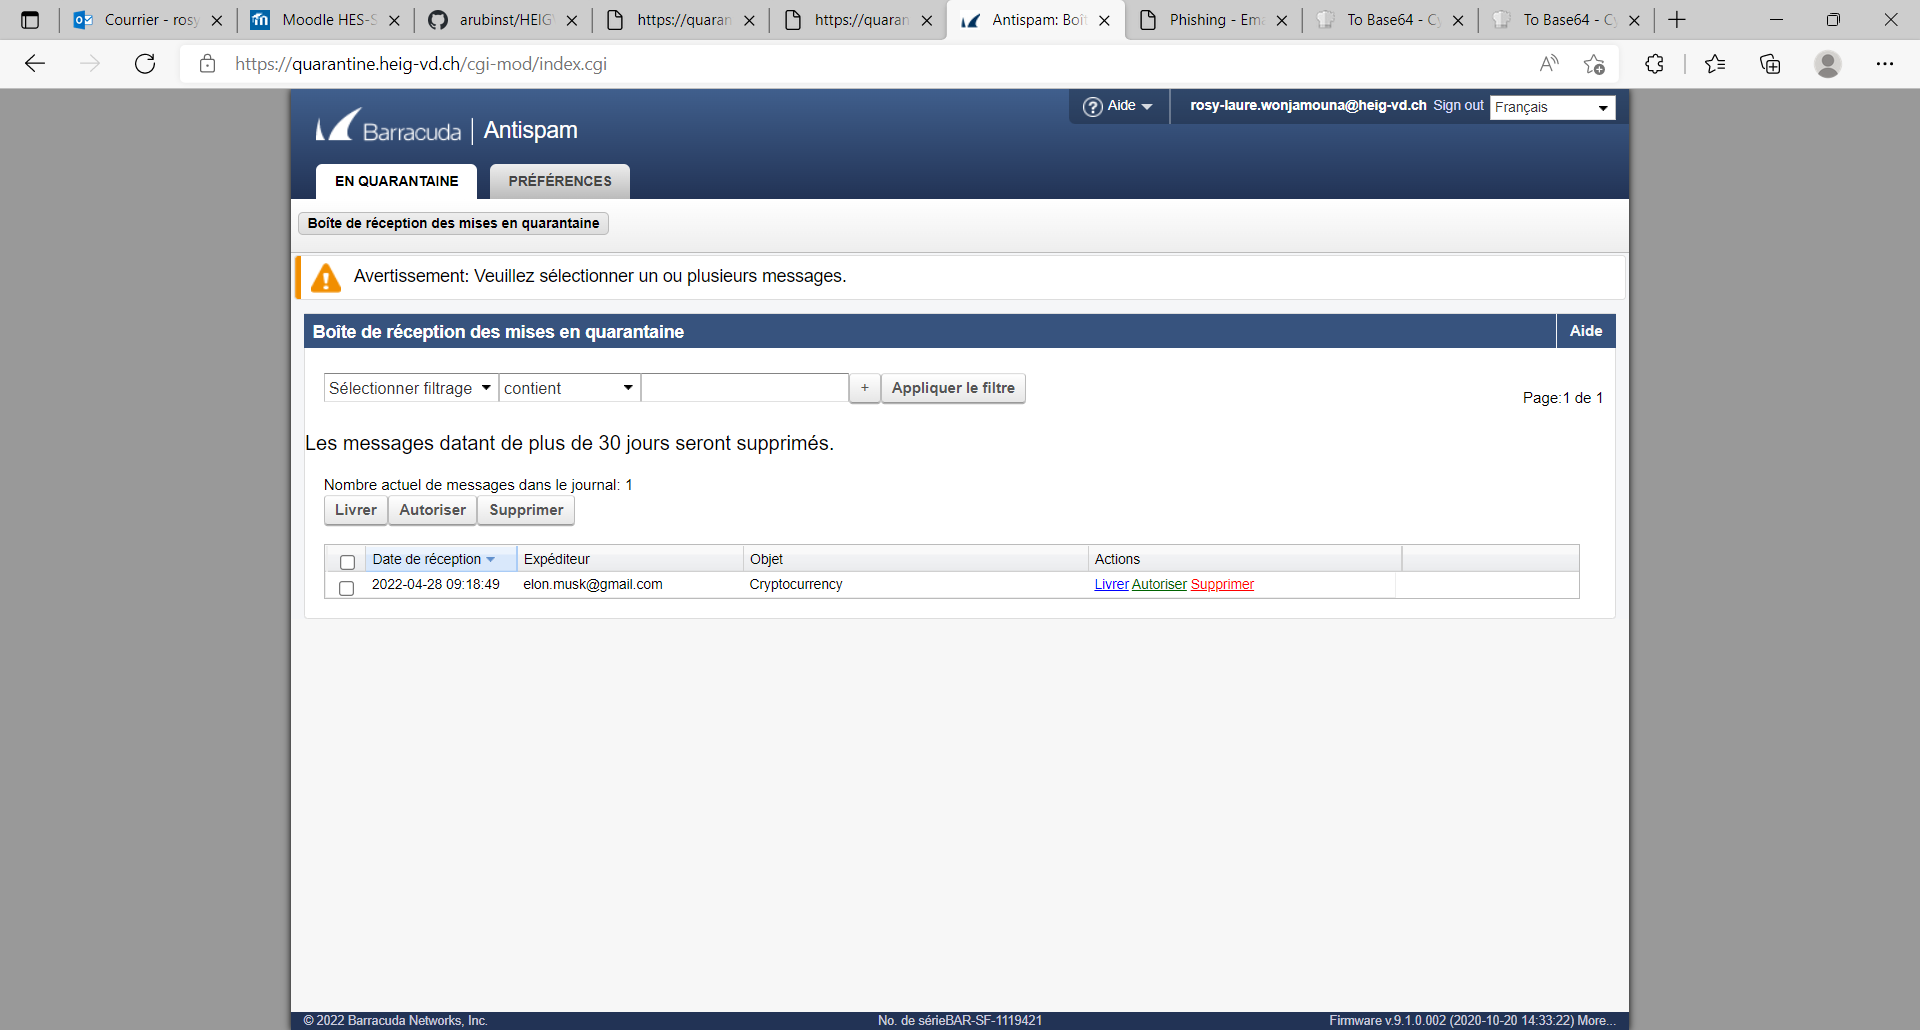 Courrier - rosy
Moodle HES-S
arubinst/HEIG
https://quaran
https://quaran
Antispam: Boît
Phishing - Ema
To Base64 - Cy
To Base64 - Cy
https://quarantine.heig-vd.ch/cgi-mod/index.cgi
Barracuda | Antispam
Aide
rosy-laure.wonjamouna@heig-vd.ch Sign out Français
EN QUARANTAINE PRÉFÉRENCES
Boîte de réception des mises en quarantaine
Avertissement: Veuillez sélectionner un ou plusieurs messages.
Boîte de réception des mises en quarantaine Aide
Sélectionner filtrage contient + Appliquer le filtre
Page:1 de 1
Les messages datant de plus de 30 jours seront supprimés.
Nombre actuel de messages dans le journal: 1
Livrer Autoriser Supprimer
Date de réception Expéditeur Objet Actions
2022-04-28 09:18:49 elon.musk@gmail.com Cryptocurrency Livrer Autoriser Supprimer
© 2022 Barracuda Networks, Inc. No. de sérieBAR-SF-1119421 Firmware v.9.1.0.002 (2020-10-20 14:33:22) More...